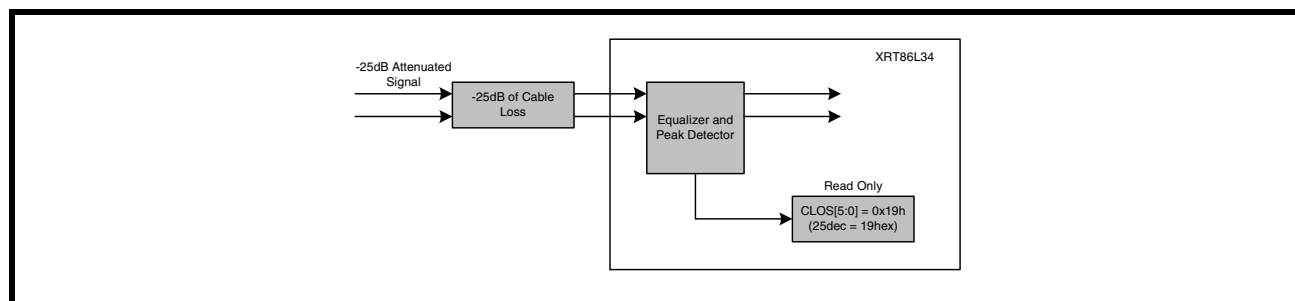 XRT86L34
-25dB Attenuated
Signal
-25dB of Cable
Loss
Equalizer and
Peak Detector
Read Only
CLOS[5:0] = 0x19h
(25dec = 19hex)